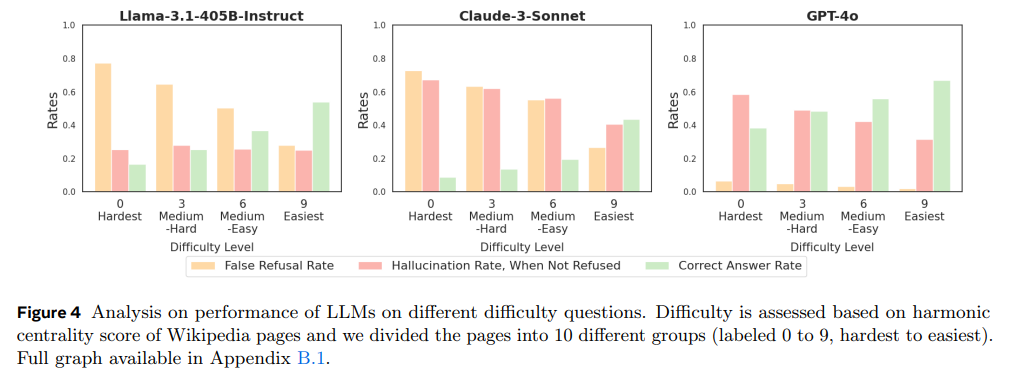 Llama-3.1-405B-Instruct
1.0
0.8
0.6
0.4
0.2
0.0
Rates
0
Hardest
3
Medium
-Hard
6
Medium
-Easy
9
Easiest
Difficulty Level
Claude-3-Sonnet
1.0
0.8
0.6
0.4
0.2
0.0
Rates
0
Hardest
3
Medium
-Hard
6
Medium
-Easy
9
Easiest
Difficulty Level
GPT-4o
1.0
0.8
0.6
0.4
0.2
0.0
Rates
0
Hardest
3
Medium
-Hard
6
Medium
-Easy
9
Easiest
Difficulty Level
False Refusal Rate
Hallucination Rate, When Not Refused
Correct Answer Rate
Figure 4 Analysis on performance of LLMs on different difficulty questions. Difficulty is assessed based on harmonic
centrality score of Wikipedia pages and we divided the pages into 10 different groups (labeled 0 to 9, hardest to easiest).
Full graph available in Appendix B.1.